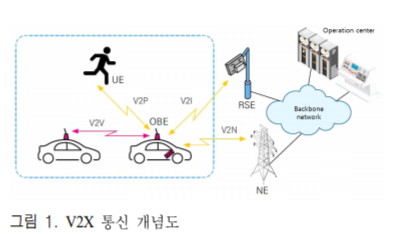 Operation center
UE
V2P
V2I
RSE
OBE
Backbone
network
V2V
V2N
NE
그림 1. V2X 통신 개념도